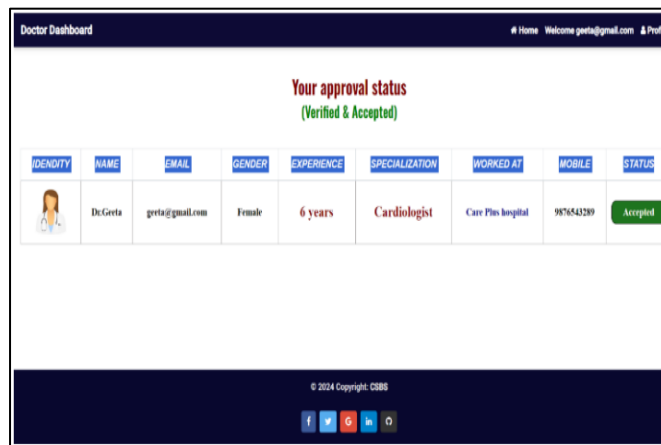 Doctor Dashboard Home Welcome geeta@gmail.com Prof
Your approval status
(Verified & Accepted)
IDENDITY NAME EMAIL GENDER EXPERIENCE SPECIALIZATION WORKED AT MOBILE STATUS
Dr.Geeta geeta@gmail.com Female 6 years Cardiologist Care Plus hospital 9876543289 Accepted
© 2024 Copyright: CSBS